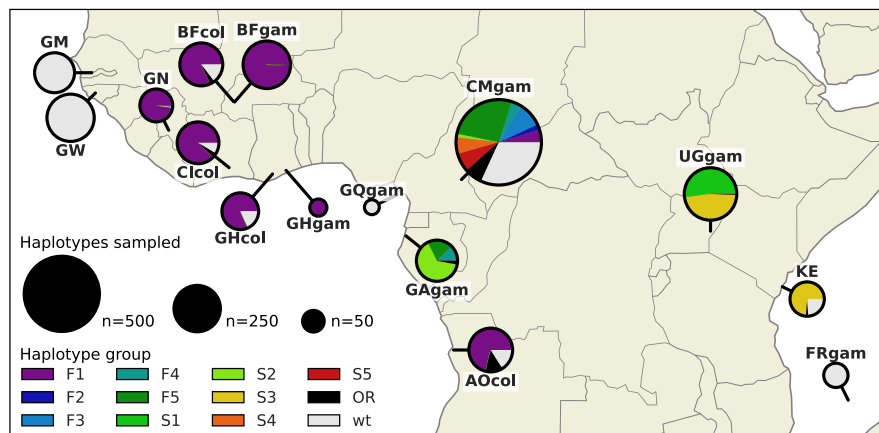 BFcol
BFgam
GM
GN
CMgam
GW
CIcol
UGgam
GQgam
GHcol
GHgam
GAgam
KE
FRgam
AOcol
Haplotypes sampled
n=500
n=250
n=50
Haplotype group
F1 F4 S2 S5
F2 F5 S3 OR
F3 S1 S4 wt